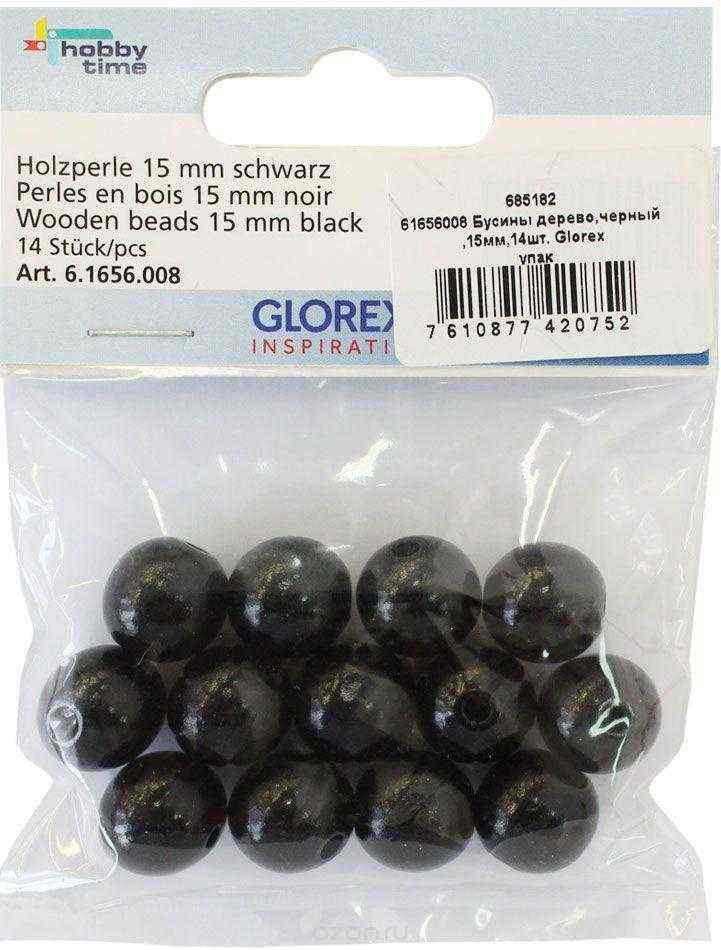 hobby
time
Holzperle 15 mm schwarz
Perles en bois 15 mm noir
Wooden beads 15 mm black
14 Stück/pcs
Art. 6.1656.008
GLOREX
INSPIRATI
685182
61656008 Бусины дерево,черный
,15мм,14шт. Glorex
упак
7 610877 420752
ozon.ru